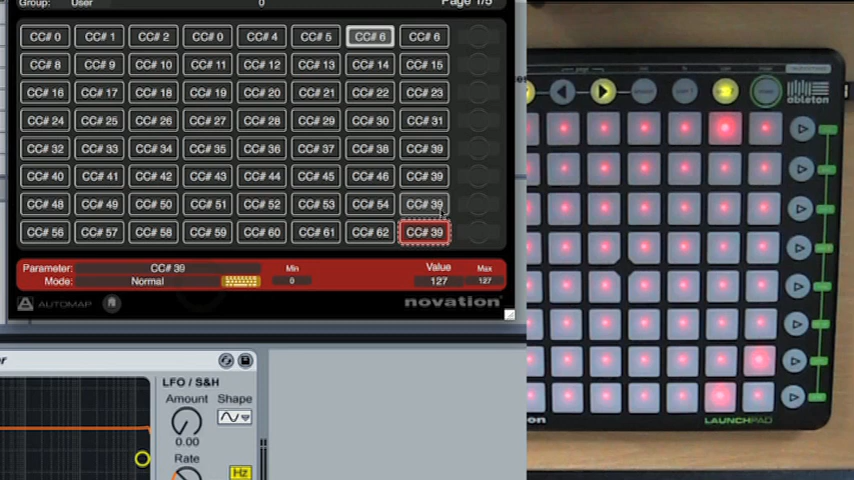 Group: User 0 Page 1/5
CC# 0 CC# 1 CC# 2 CC# 0 CC# 4 CC# 5 CC# 6 CC# 6
CC# 8 CC# 9 CC# 10 CC# 11 CC# 12 CC# 13 CC# 14 CC# 15
CC# 16 CC# 17 CC# 18 CC# 19 CC# 20 CC# 21 CC# 22 CC# 23
CC# 24 CC# 25 CC# 26 CC# 27 CC# 28 CC# 29 CC# 30 CC# 31
CC# 32 CC# 33 CC# 34 CC# 35 CC# 36 CC# 37 CC# 38 CC# 39
CC# 40 CC# 41 CC# 42 CC# 43 CC# 44 CC# 45 CC# 46 CC# 39
CC# 48 CC# 49 CC# 50 CC# 51 CC# 52 CC# 53 CC# 54 CC# 39
CC# 56 CC# 57 CC# 58 CC# 59 CC# 60 CC# 61 CC# 62 CC# 39
Parameter: CC# 39 Min Value Max
Mode: Normal 0 127 127
AUTOMAP novation
LFO / S&H
Amount Shape
0.00
Rate
Hz
ableton
LAUNCHPAD